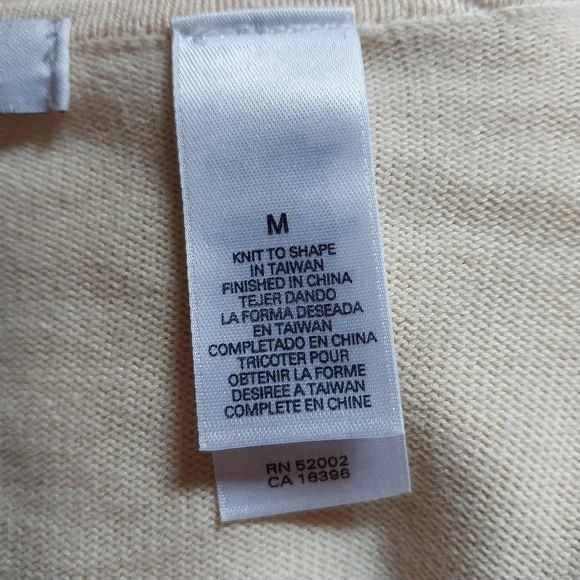 M
KNIT TO SHAPE
IN TAIWAN
FINISHED IN CHINA
TEJER DANDO
LA FORMA DESEADA
EN TAIWAN
COMPLETADO EN CHINA
TRICOTER POUR
OBTENIR LA FORME
DESIREE A TAIWAN
COMPLETE EN CHINE
RN 52002
CA 16396